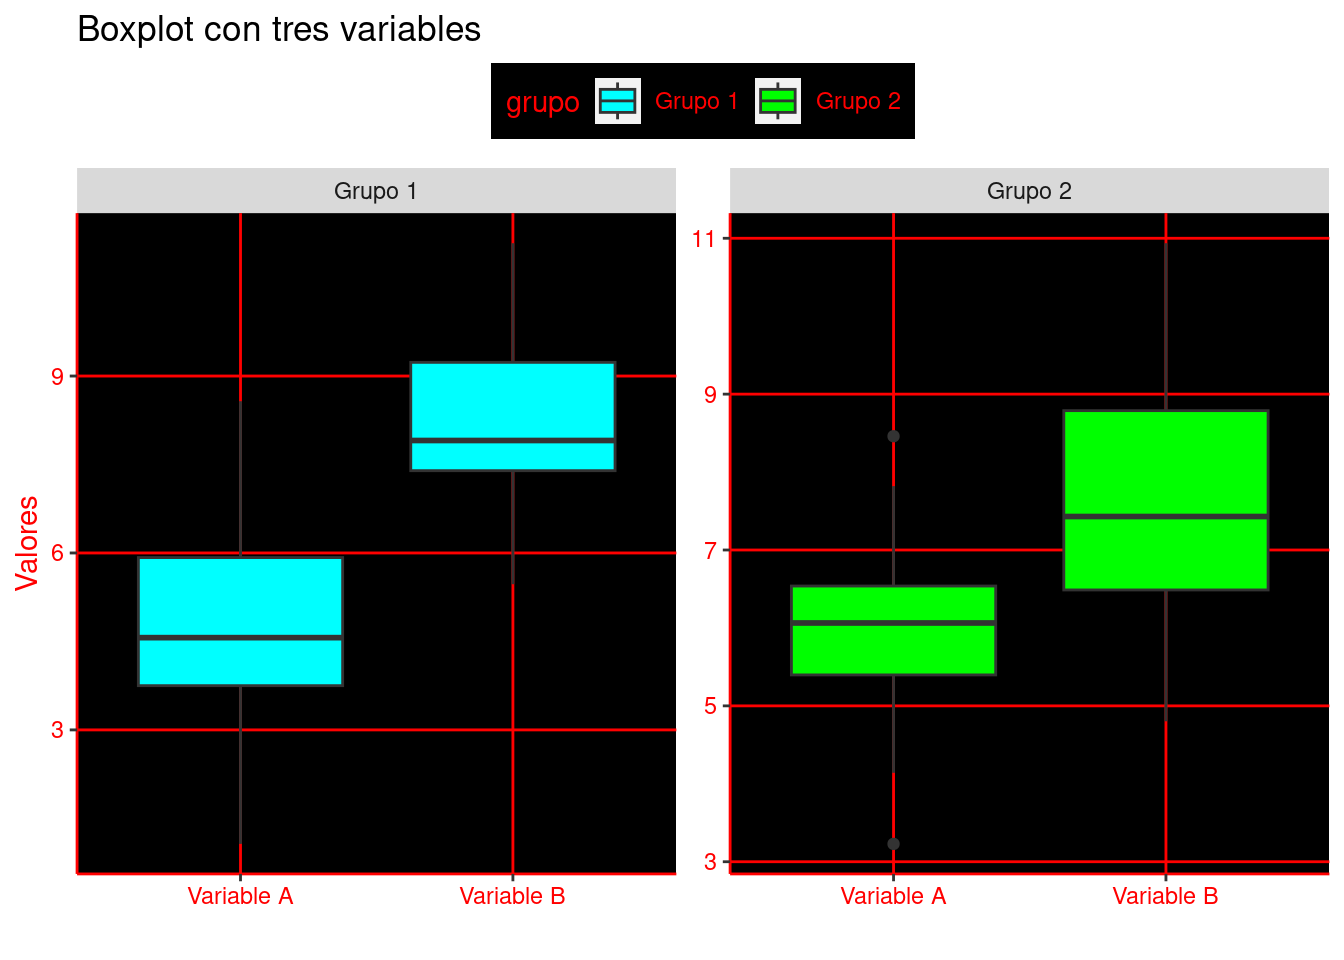 Boxplot con tres variables
grupo Grupo 1 Grupo 2
Grupo 1
9
6
3
Valores
Variable A Variable B
Grupo 2
11
9
7
5
3
Variable A Variable B